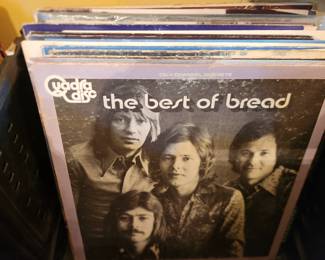 Quadra
disc
the best of bread